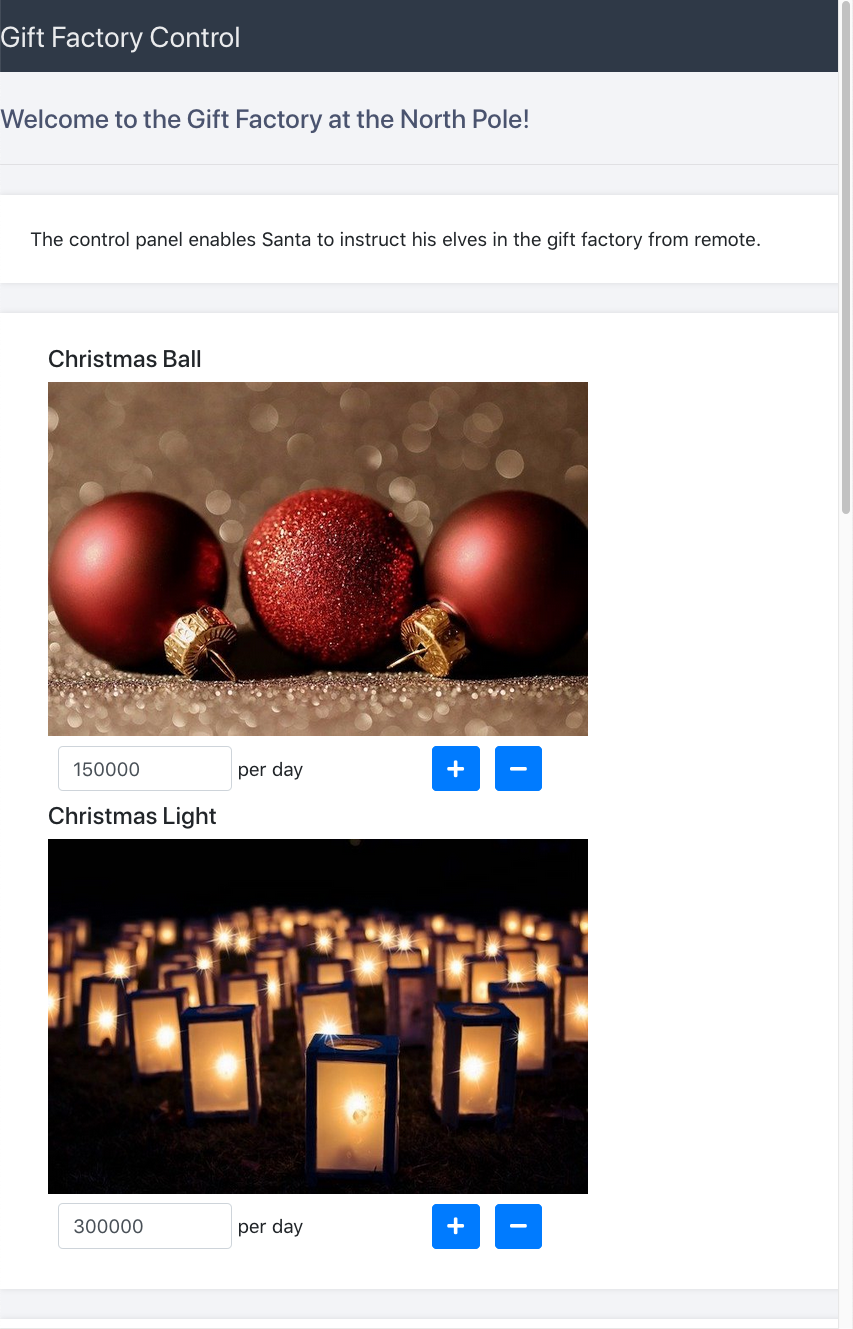 Gift Factory Control
Welcome to the Gift Factory at the North Pole!
The control panel enables Santa to instruct his elves in the gift factory from remote.
Christmas Ball
150000 per day + −
Christmas Light
300000 per day + −